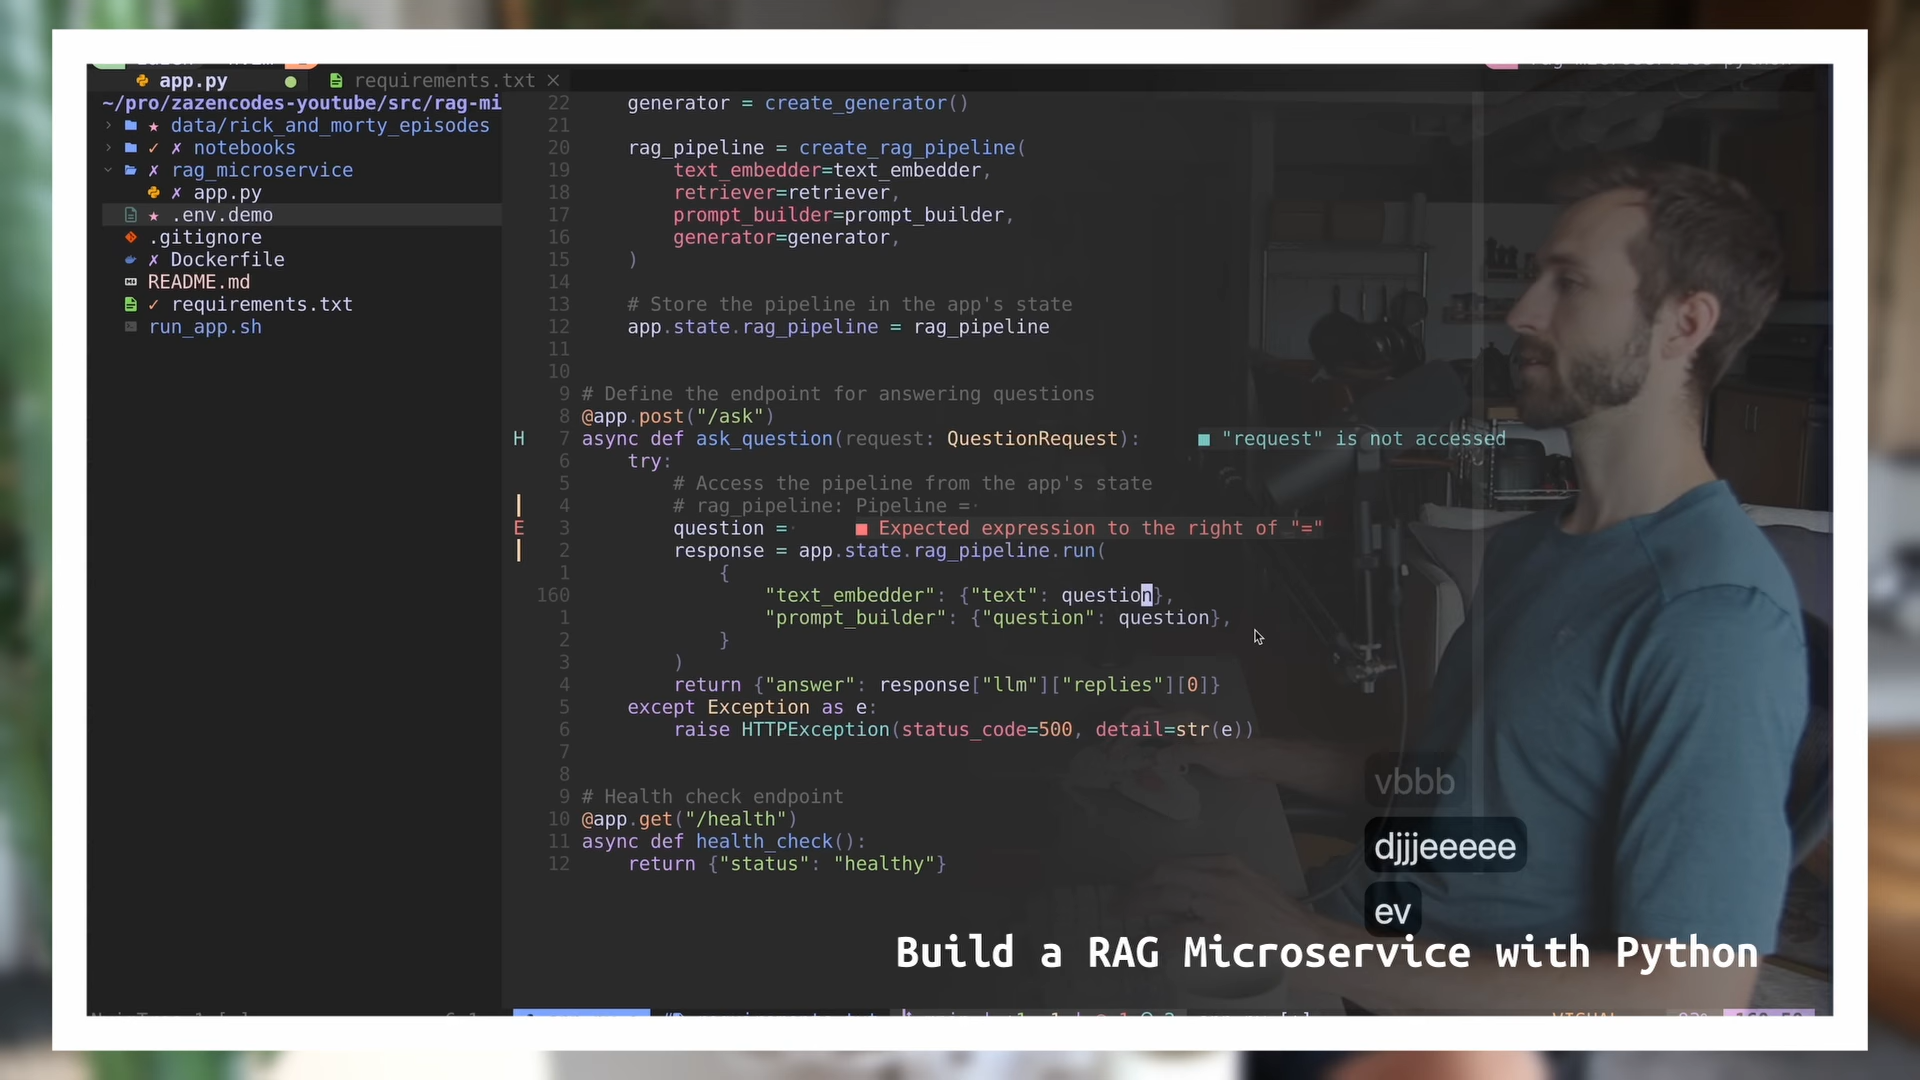 app.py
requirements.txt
~/pro/zazencodes-youtube/src/rag-mi
data/rick_and_morty_episodes
notebooks
rag_microservice
app.py
.env.demo
.gitignore
Dockerfile
README.md
requirements.txt
run_app.sh
22 generator = create_generator()
21
20 rag_pipeline = create_rag_pipeline(
19 text_embedder=text_embedder,
18 retriever=retriever,
17 prompt_builder=prompt_builder,
16 generator=generator,
15 )
14
13 # Store the pipeline in the app's state
12 app.state.rag_pipeline = rag_pipeline
11
10
9 # Define the endpoint for answering questions
8 @app.post("/ask")
H 7 async def ask_question(request: QuestionRequest): ■ "request" is not accessed
6 try:
5 # Access the pipeline from the app's state
4 # rag_pipeline: Pipeline =
E 3 question = ■ Expected expression to the right of "="
2 response = app.state.rag_pipeline.run(
1 {
160 "text_embedder": {"text": question},
1 "prompt_builder": {"question": question},
2 }
3 )
4 return {"answer": response["llm"]["replies"][0]}
5 except Exception as e:
6 raise HTTPException(status_code=500, detail=str(e))
7
8
9 # Health check endpoint
10 @app.get("/health")
11 async def health_check():
12 return {"status": "healthy"}
vbbb
djjjeeeee
ev
Build a RAG Microservice with Python